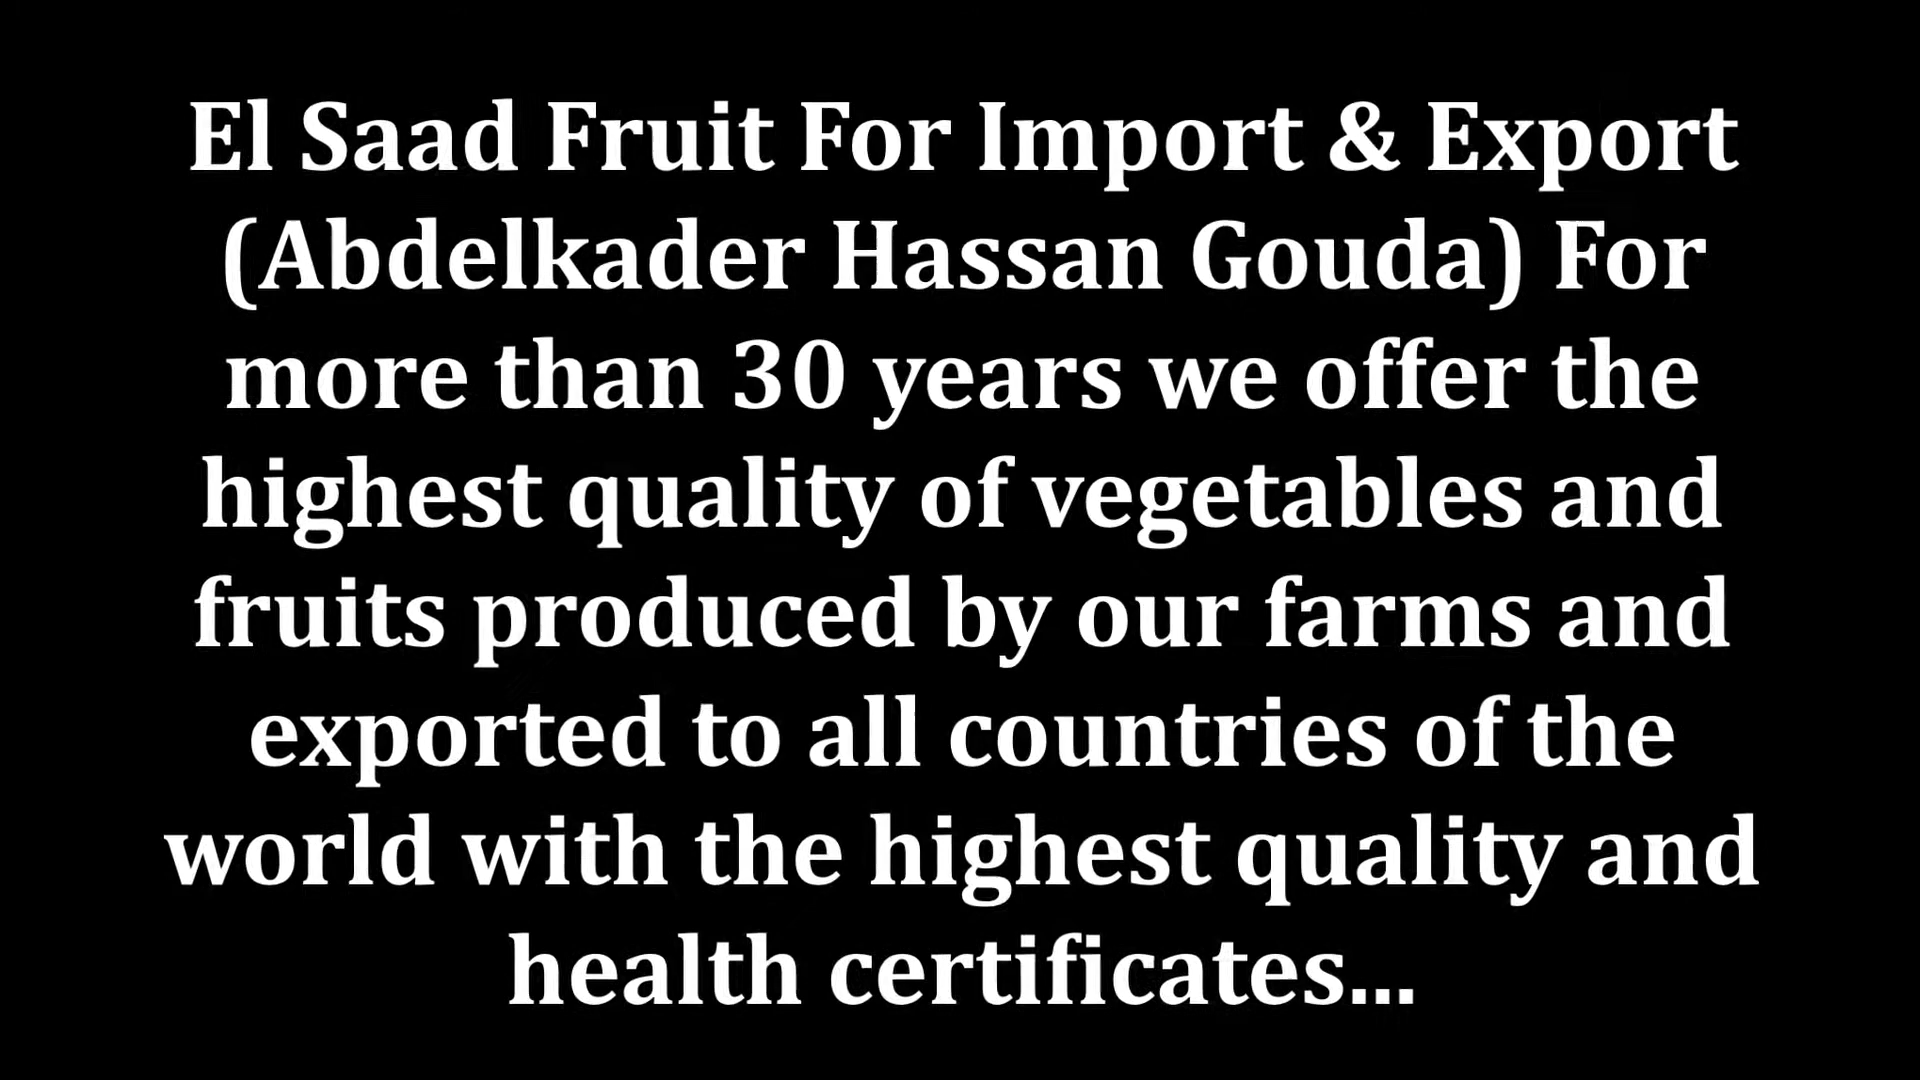 El Saad Fruit For Import & Export
(Abdelkader Hassan Gouda) For
more than 30 years we offer the
highest quality of vegetables and
fruits produced by our farms and
exported to all countries of the
world with the highest quality and
health certificates...